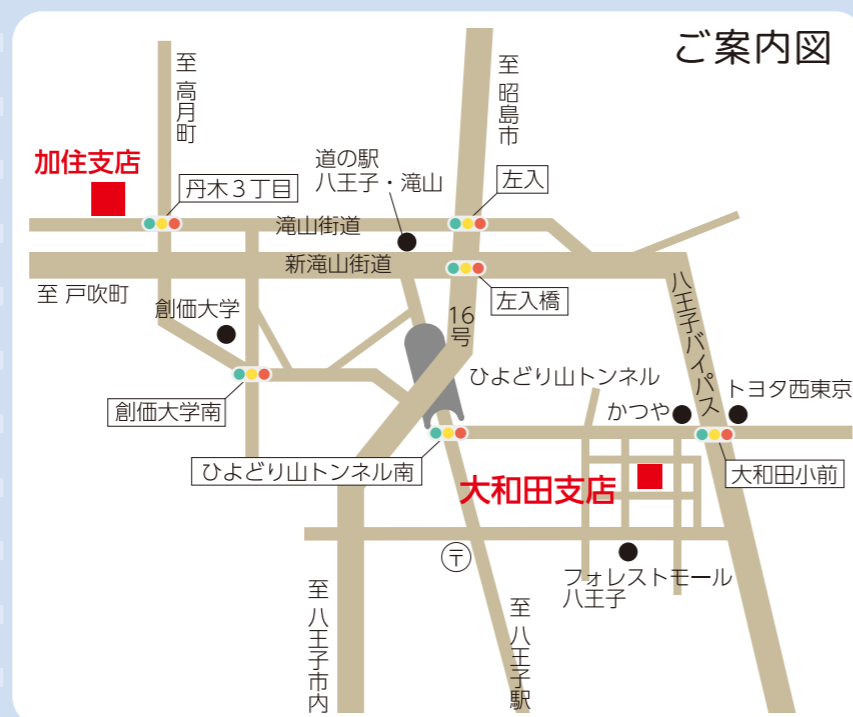 ご案内図
至 高月町
至 昭島市
加住支店
道の駅
八王子・滝山
丹木３丁目
左入
滝山街道
新滝山街道
至 戸吹町
左入橋
創価大学
16号
八王子バイパス
ひよどり山トンネル
トヨタ西東京
かつや
創価大学南
ひよどり山トンネル南
大和田小前
大和田支店
〒
フォレストモール
八王子
至 八王子市内
至 八王子駅